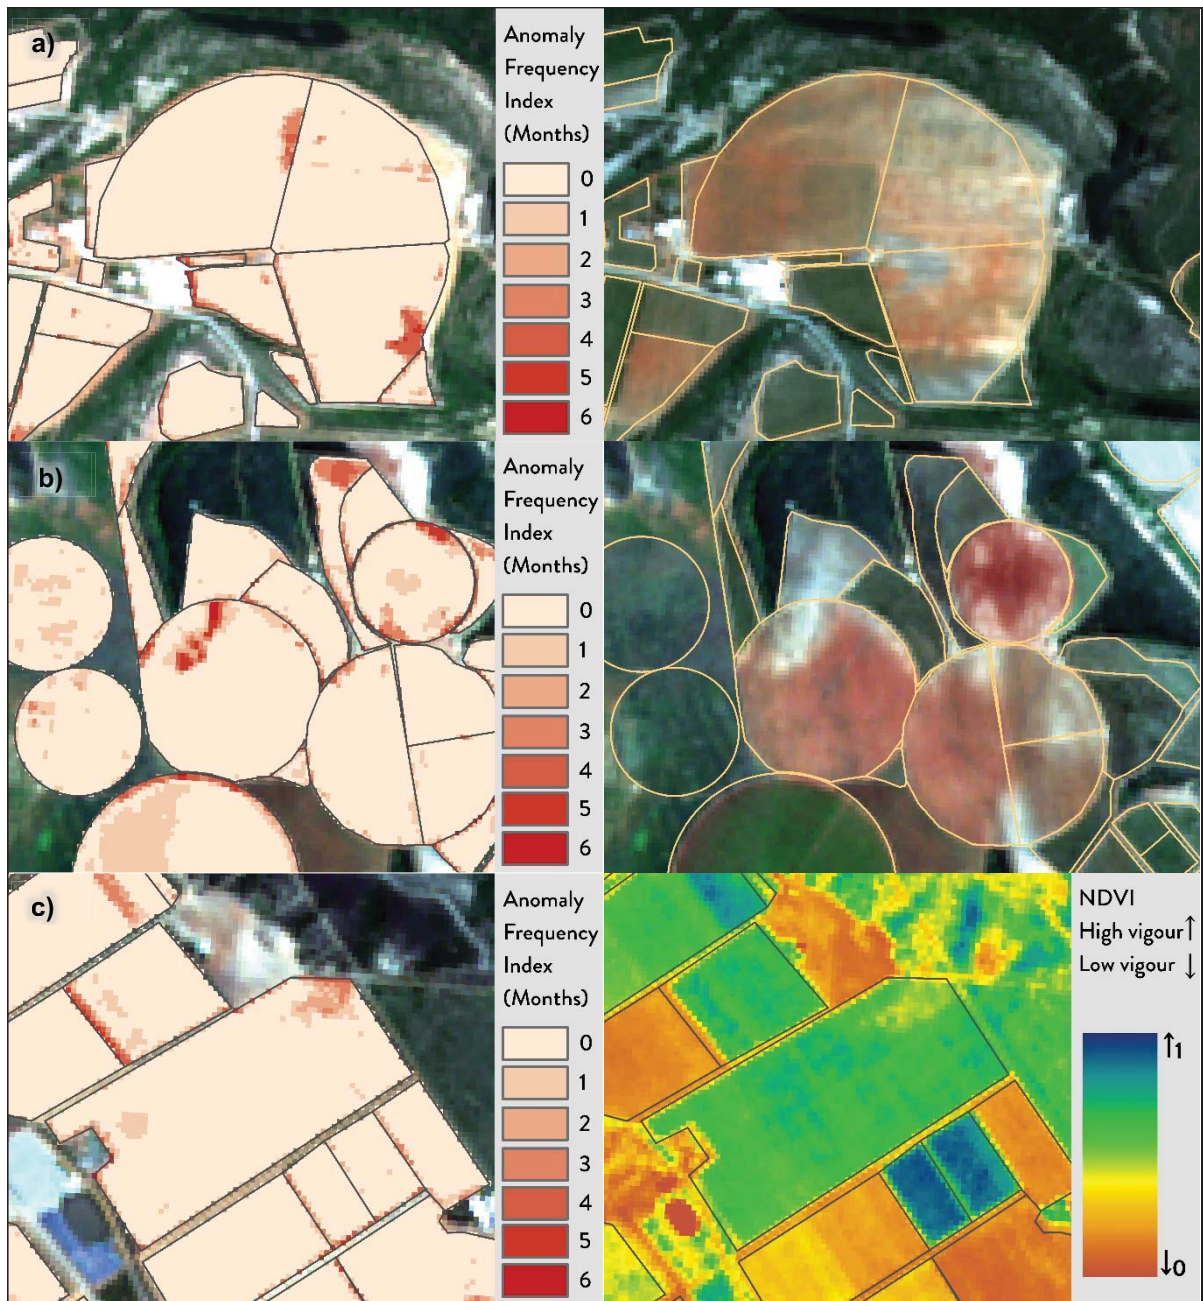 a)
Anomaly
Frequency
Index
(Months)
0
1
2
3
4
5
6
b)
Anomaly
Frequency
Index
(Months)
0
1
2
3
4
5
6
c)
Anomaly
Frequency
Index
(Months)
0
1
2
3
4
5
6
NDVI
High vigour↑
Low vigour ↓
↑1
↓0